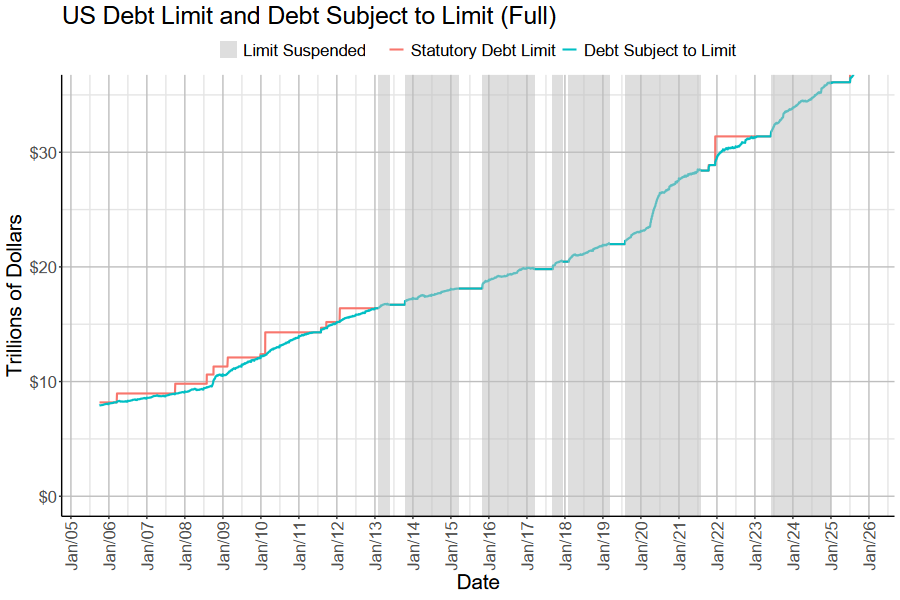 US Debt Limit and Debt Subject to Limit (Full)
Limit Suspended Statutory Debt Limit Debt Subject to Limit
Trillions of Dollars
$30
$20
$10
$0
Jan/05 Jan/06 Jan/07 Jan/08 Jan/09 Jan/10 Jan/11 Jan/12 Jan/13 Jan/14 Jan/15 Jan/16 Jan/17 Jan/18 Jan/19 Jan/20 Jan/21 Jan/22 Jan/23 Jan/24 Jan/25 Jan/26
Date